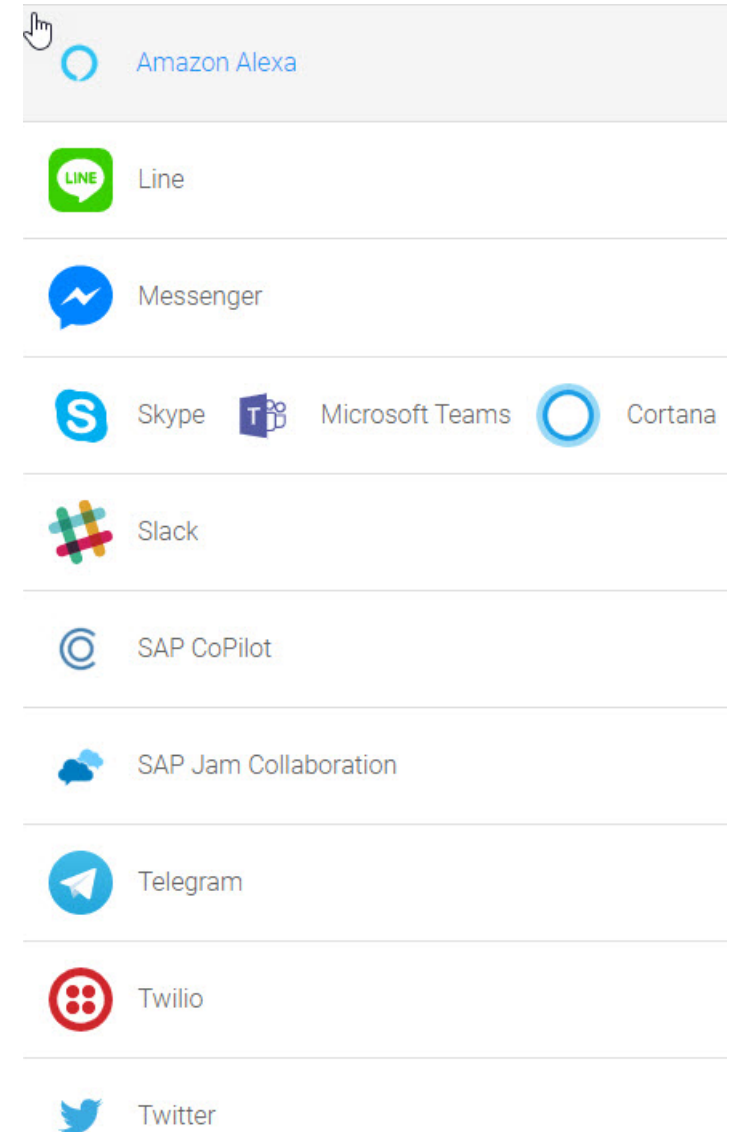 Amazon Alexa
LINE Line
Messenger
S Skype T Microsoft Teams Cortana
Slack
SAP CoPilot
SAP Jam Collaboration
Telegram
Twilio
Twitter